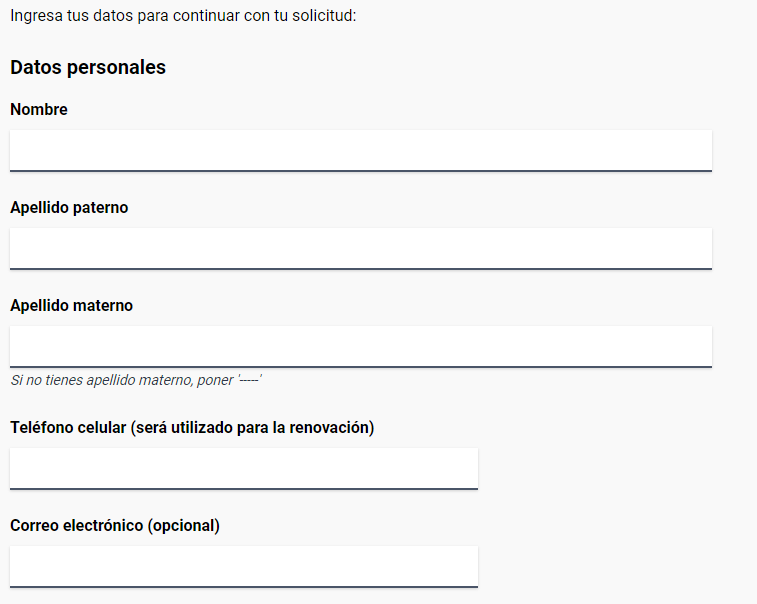 Ingresa tus datos para continuar con tu solicitud:
Datos personales
Nombre
Apellido paterno
Apellido materno
Si no tienes apellido materno, poner '-----'
Teléfono celular (será utilizado para la renovación)
Correo electrónico (opcional)